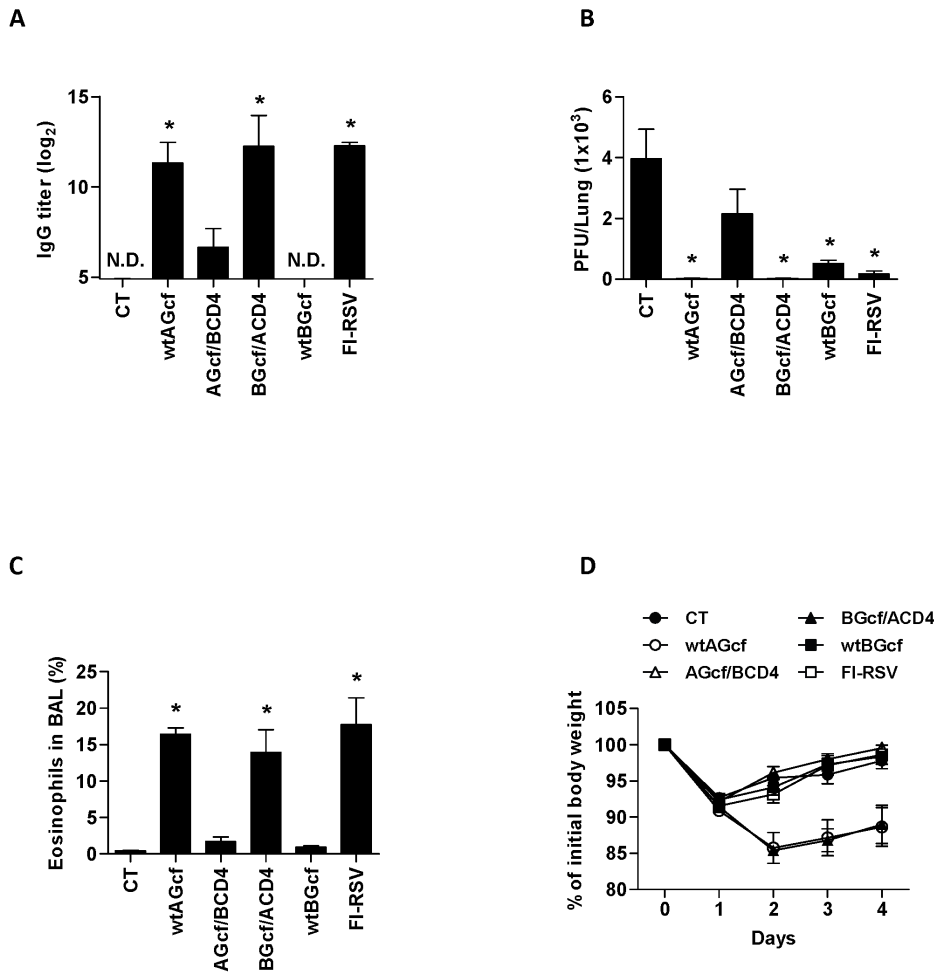 A
B
IgG titer (log2)
15
10
5
N.D.
*
*
N.D.
*
CT
wtAGcf
AGcf/BCD4
BGcf/ACD4
wtBGcf
FI-RSV
PFU/Lung (1x103)
6
4
2
0
*
*
*
*
CT
wtAGcf
AGcf/BCD4
BGcf/ACD4
wtBGcf
FI-RSV
C
D
Eosinophils in BAL (%)
25
20
15
10
5
0
*
*
*
CT
wtAGcf
AGcf/BCD4
BGcf/ACD4
wtBGcf
FI-RSV
CT
BGcf/ACD4
wtAGcf
wtBGcf
AGcf/BCD4
FI-RSV
% of initial body weight
105
100
95
90
85
80
0 1 2 3 4
Days